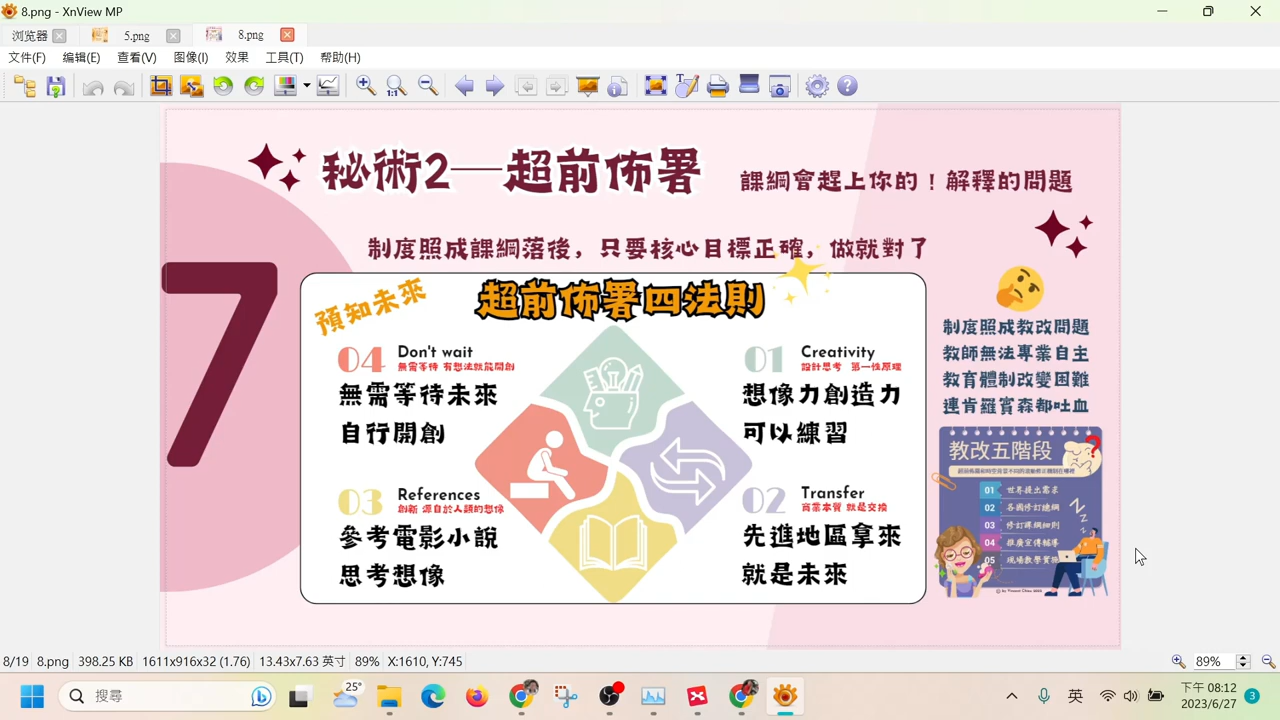 8.png - XnView MP
浏览器
5.png
8.png
文件(F)
编辑(E)
查看(V)
图像(I)
效果
工具(T)
帮助(H)
1:1
秘術2─超前佈署
課綱會趕上你的！解釋的問題
制度照成課綱落後，只要核心目標正確，做就對了
7
預知未來
超前佈署四法則
04
Don't wait
無需等待 有想法就能開創
無需等待未來
自行開創
01
Creativity
設計思考 第一性原理
想像力創造力
可以練習
03
References
創新 源自於人類的想像
參考電影小說
思考想像
02
Transfer
商業本質 就是交換
先進地區拿來
就是未來
制度照成教改問題
教師無法專業自主
教育體制改變困難
連肯羅賓森都吐血
教改五階段
01 世界提出需求
02 各國修訂總綱
03 修訂課綱細則
04 推廣宣傳輔導
05 現場教學實施
8/19
8.png
398.25 KB
1611x916x32 (1.76)
13.43x7.63 英寸
89%
X:1610, Y:745
89%
搜尋
25°
英
下午 08:12
2023/6/27
3